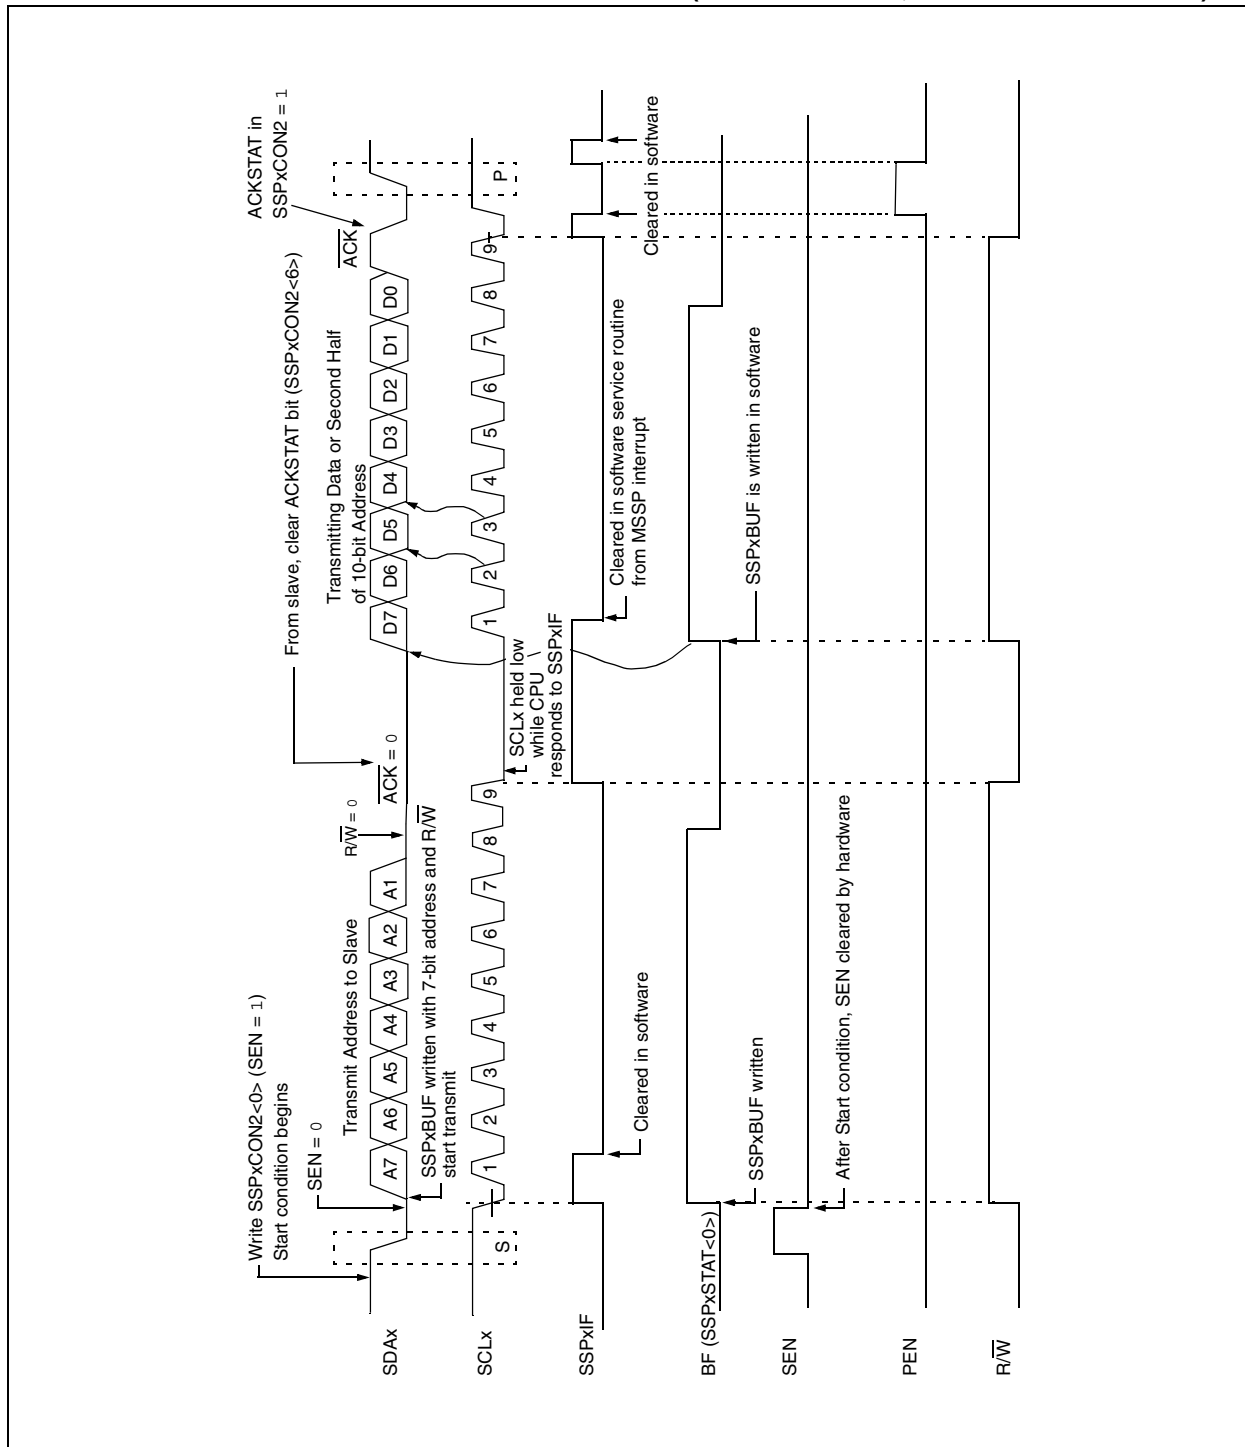 Write SSPxCON2<0> (SEN = 1)
Start condition begins
SEN = 0
Transmit Address to Slave
R/W = 0
From slave, clear ACKSTAT bit (SSPxCON2<6>)
ACK = 0
Transmitting Data or Second Half
of 10-bit Address
ACK
ACKSTAT in
SSPxCON2 = 1
SDAx
A7 A6 A5 A4 A3 A2 A1
D7 D6 D5 D4 D3 D2 D1 D0
SSPxBUF written with 7-bit address and R/W
start transmit
SCLx
S
1 2 3 4 5 6 7 8 9
1 2 3 4 5 6 7 8 9
P
SCLx held low
while CPU
responds to SSPxIF
SSPxIF
Cleared in software
Cleared in software service routine
from MSSP interrupt
Cleared in software
BF (SSPxSTAT<0>)
SSPxBUF written
SSPxBUF is written in software
SEN
After Start condition, SEN cleared by hardware
PEN
R/W